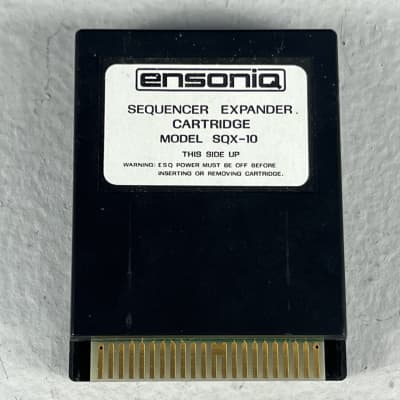 ensoniq
SEQUENCER EXPANDER.
CARTRIDGE
MODEL SQX-10
THIS SIDE UP
WARNING: ESQ POWER MUST BE OFF BEFORE
INSERTING OR REMOVING CARTRIDGE.